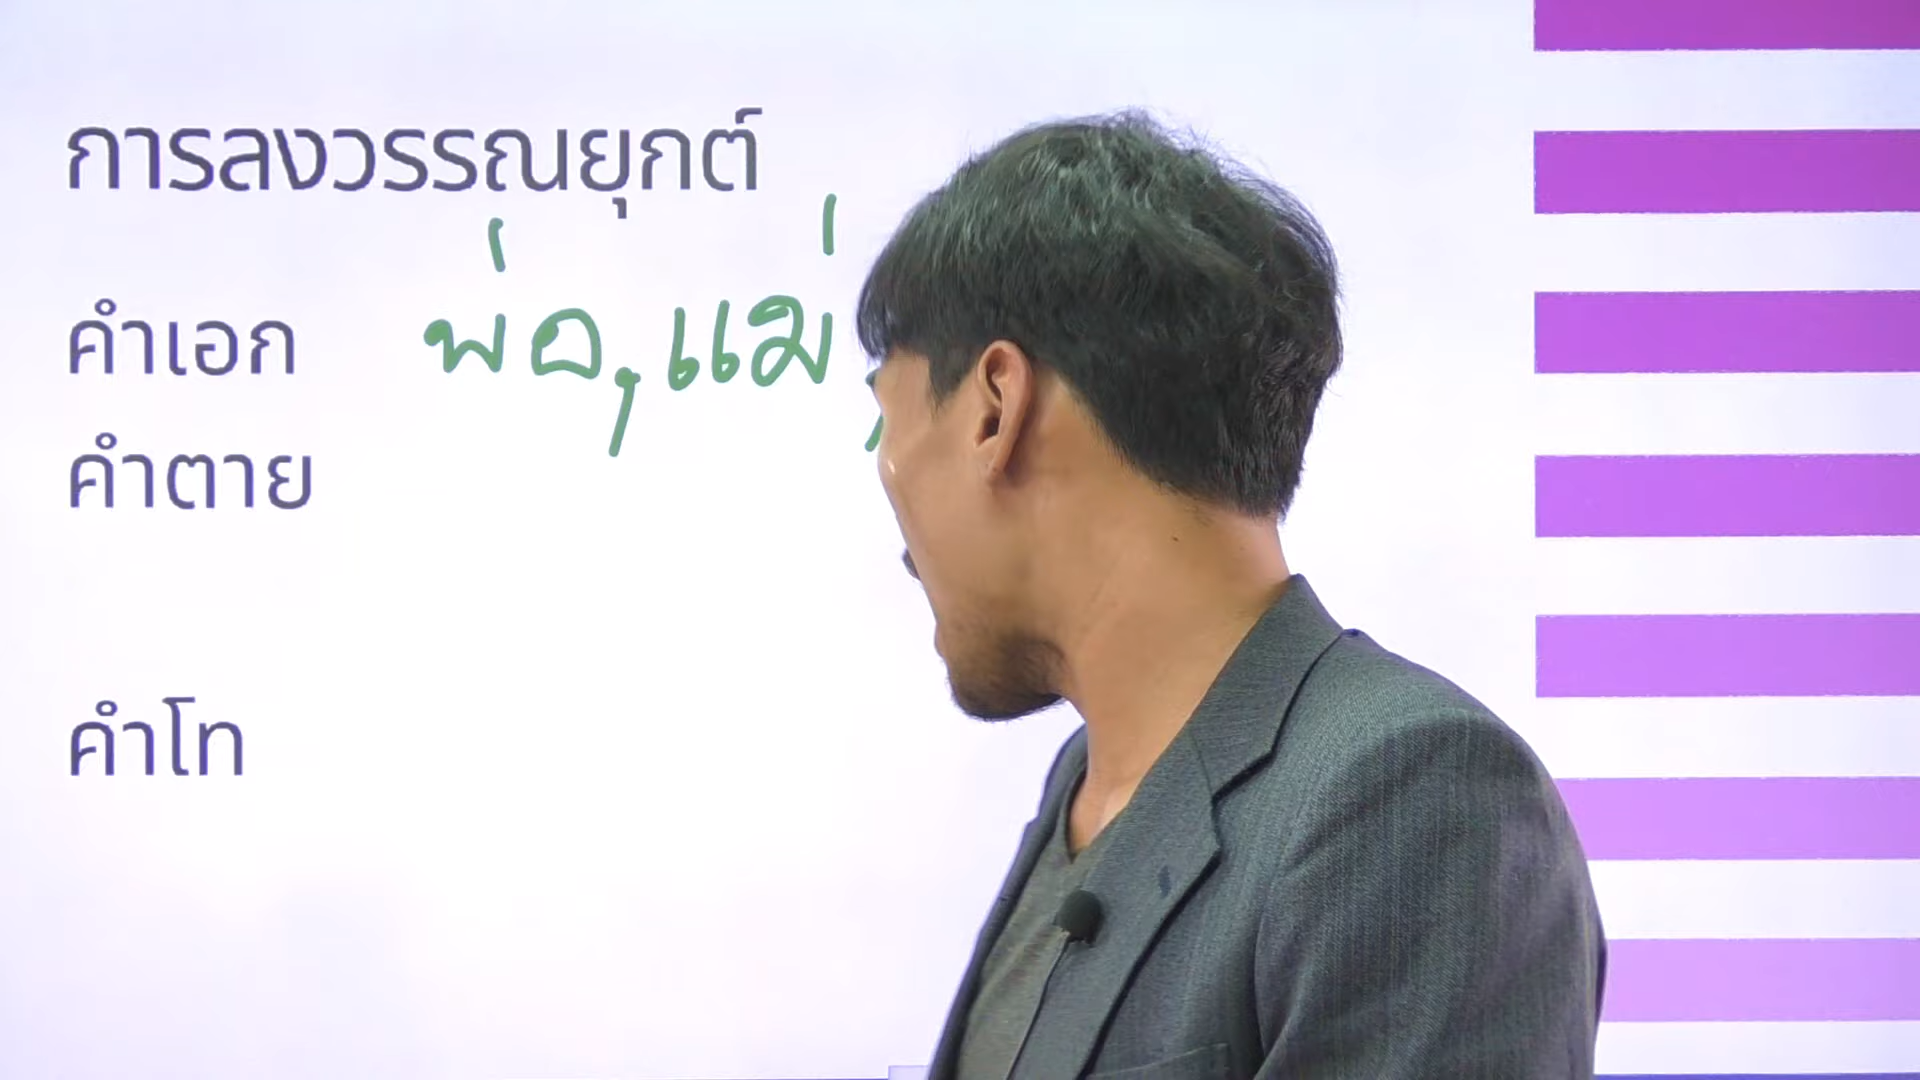 การลงวรรณยุกต์
คำเอก พ่อ, แม่,
คำตาย
คำโท